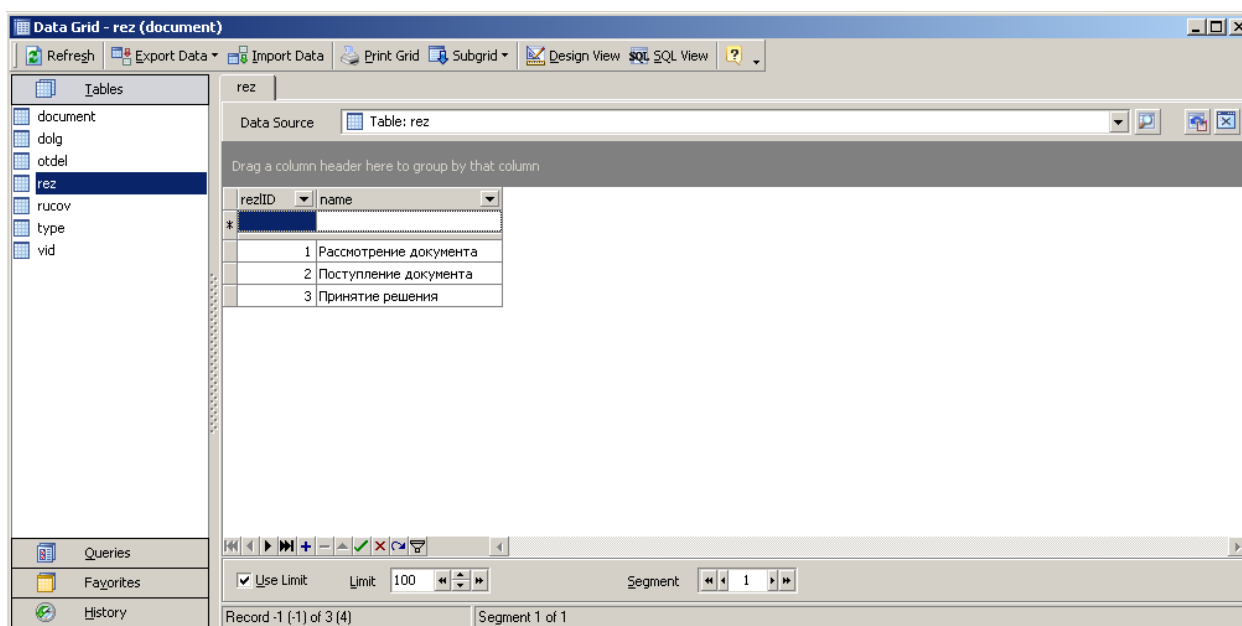 Data Grid - rez (document)
Refresh Export Data Import Data Print Grid Subgrid Design View SQL SQL View ?
Tables
document
dolg
otdel
rez
rucov
type
vid
Queries
Favorites
History
rez
Data Source Table: rez
Drag a column header here to group by that column
rezlID name
*
1 Рассмотрение документа
2 Поступление документа
3 Принятие решения
Use Limit Limit 100 Segment 1
Record -1 (-1) of 3 (4) Segment 1 of 1